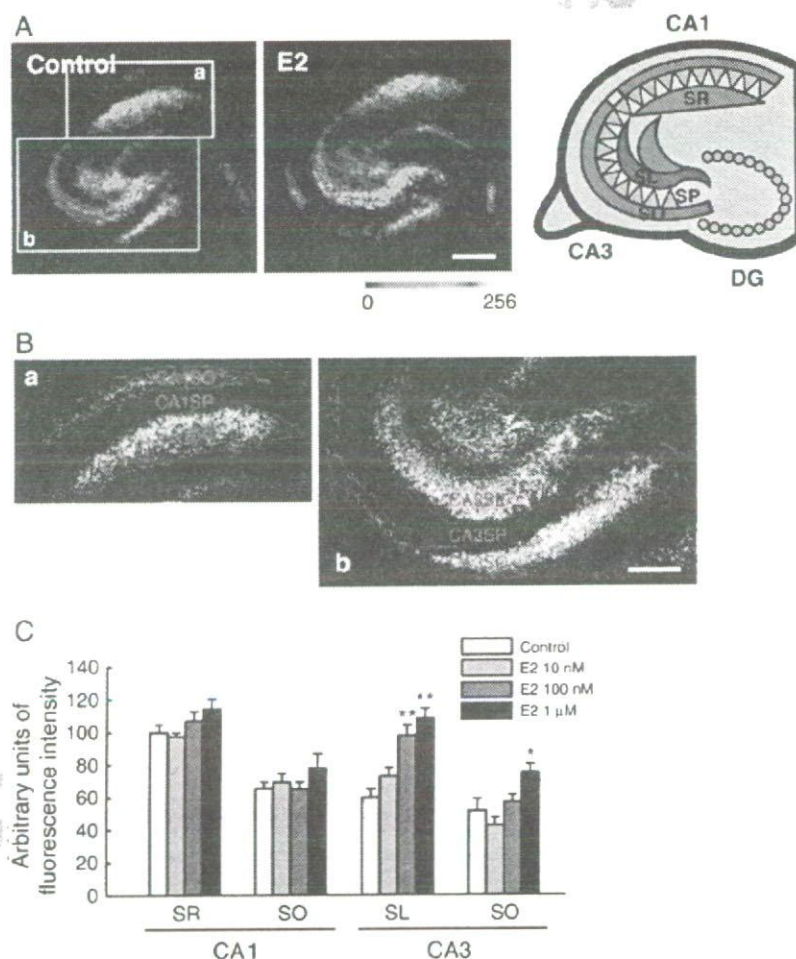 A
Control
a
b
E2
0 256
CA1
SR
SL
SP
SO
CA3
DG
B
a
CA1SP
CA3SP
b
C
Arbitrary units of
fluorescence intensity
140
120
100
80
60
40
20
0
Control
E2 10 nM
E2 100 nM
E2 1 μM
**
**
*
SR SO SL SO
CA1 CA3